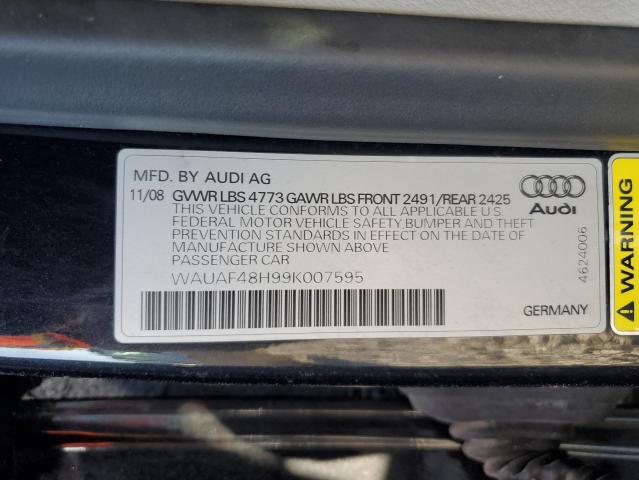 MFD. BY AUDI AG
11/08 GVWR LBS 4773 GAWR LBS FRONT 2491/REAR 2425
THIS VEHICLE CONFORMS TO ALL APPLICABLE U.S
FEDERAL MOTOR VEHICLE SAFETY,BUMPER AND THEFT
PREVENTION STANDARDS IN EFFECT ON THE DATE OF
MANUFACTURE SHOWN ABOVE
PASSENGER CAR
WAUAF48H99K007595
Audi
4624006
GERMANY
WARNING